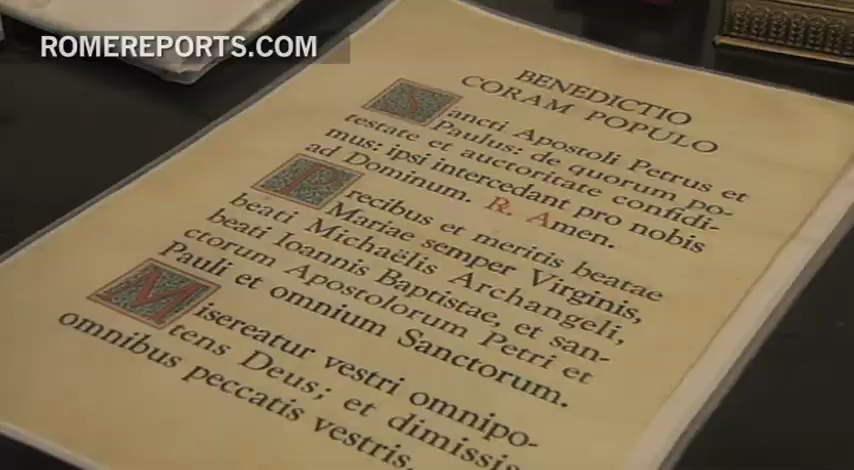 ROMEREPORTS.COM
BENEDICTIO
CORAM POPULO
Sancti Apostoli Petrus et
Paulus: de quorum po-
testate et auctoritate confidi-
mus: ipsi intercedant pro nobis
ad Dominum. R. Amen.
Precibus et meritis beatae
Mariae semper Virginis,
beati Michaëlis Archangeli,
beati Ioannis Baptistae, et san-
ctorum Apostolorum Petri et
Pauli et omnium Sanctorum.
Misereatur vestri omnipo-
tens Deus; et dimissis
omnibus peccatis vestris,